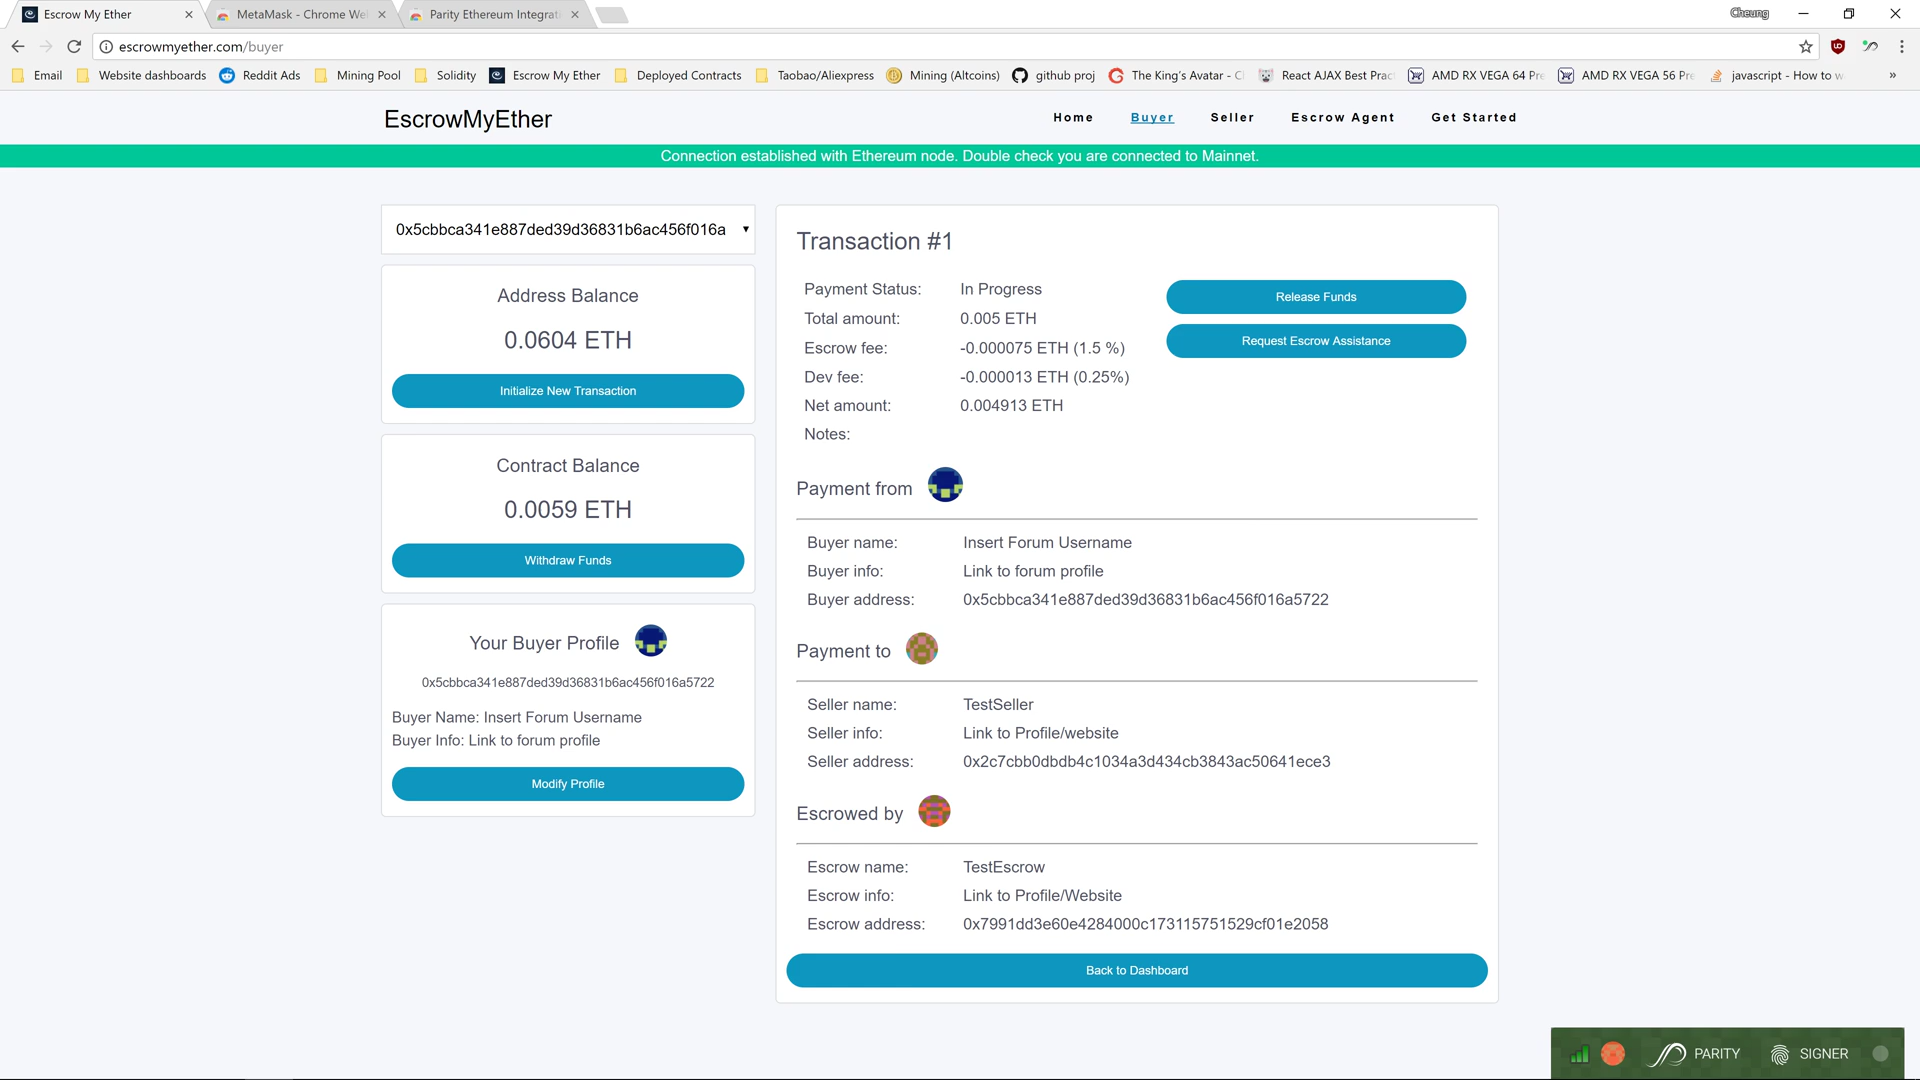 Escrow My Ether
MetaMask - Chrome We
Parity Ethereum Integrat
Cheung
escrowmyether.com/buyer
Email
Website dashboards
Reddit Ads
Mining Pool
Solidity
Escrow My Ether
Deployed Contracts
Taobao/Aliexpress
Mining (Altcoins)
github proj
The King's Avatar - C
React AJAX Best Prac
AMD RX VEGA 64 Pre
AMD RX VEGA 56 Pre
javascript - How to w
»
EscrowMyEther
Home
Buyer
Seller
Escrow Agent
Get Started
Connection established with Ethereum node. Double check you are connected to Mainnet.
0x5cbbca341e887ded39d36831b6ac456f016a
Address Balance
0.0604 ETH
Initialize New Transaction
Contract Balance
0.0059 ETH
Withdraw Funds
Your Buyer Profile
0x5cbbca341e887ded39d36831b6ac456f016a5722
Buyer Name: Insert Forum Username
Buyer Info: Link to forum profile
Modify Profile
Transaction #1
Payment Status: In Progress
Total amount: 0.005 ETH
Escrow fee: -0.000075 ETH (1.5 %)
Dev fee: -0.000013 ETH (0.25%)
Net amount: 0.004913 ETH
Notes:
Release Funds
Request Escrow Assistance
Payment from
Buyer name: Insert Forum Username
Buyer info: Link to forum profile
Buyer address: 0x5cbbca341e887ded39d36831b6ac456f016a5722
Payment to
Seller name: TestSeller
Seller info: Link to Profile/website
Seller address: 0x2c7cbb0dbdb4c1034a3d434cb3843ac50641ece3
Escrowed by
Escrow name: TestEscrow
Escrow info: Link to Profile/Website
Escrow address: 0x7991dd3e60e4284000c173115751529cf01e2058
Back to Dashboard
PARITY
SIGNER